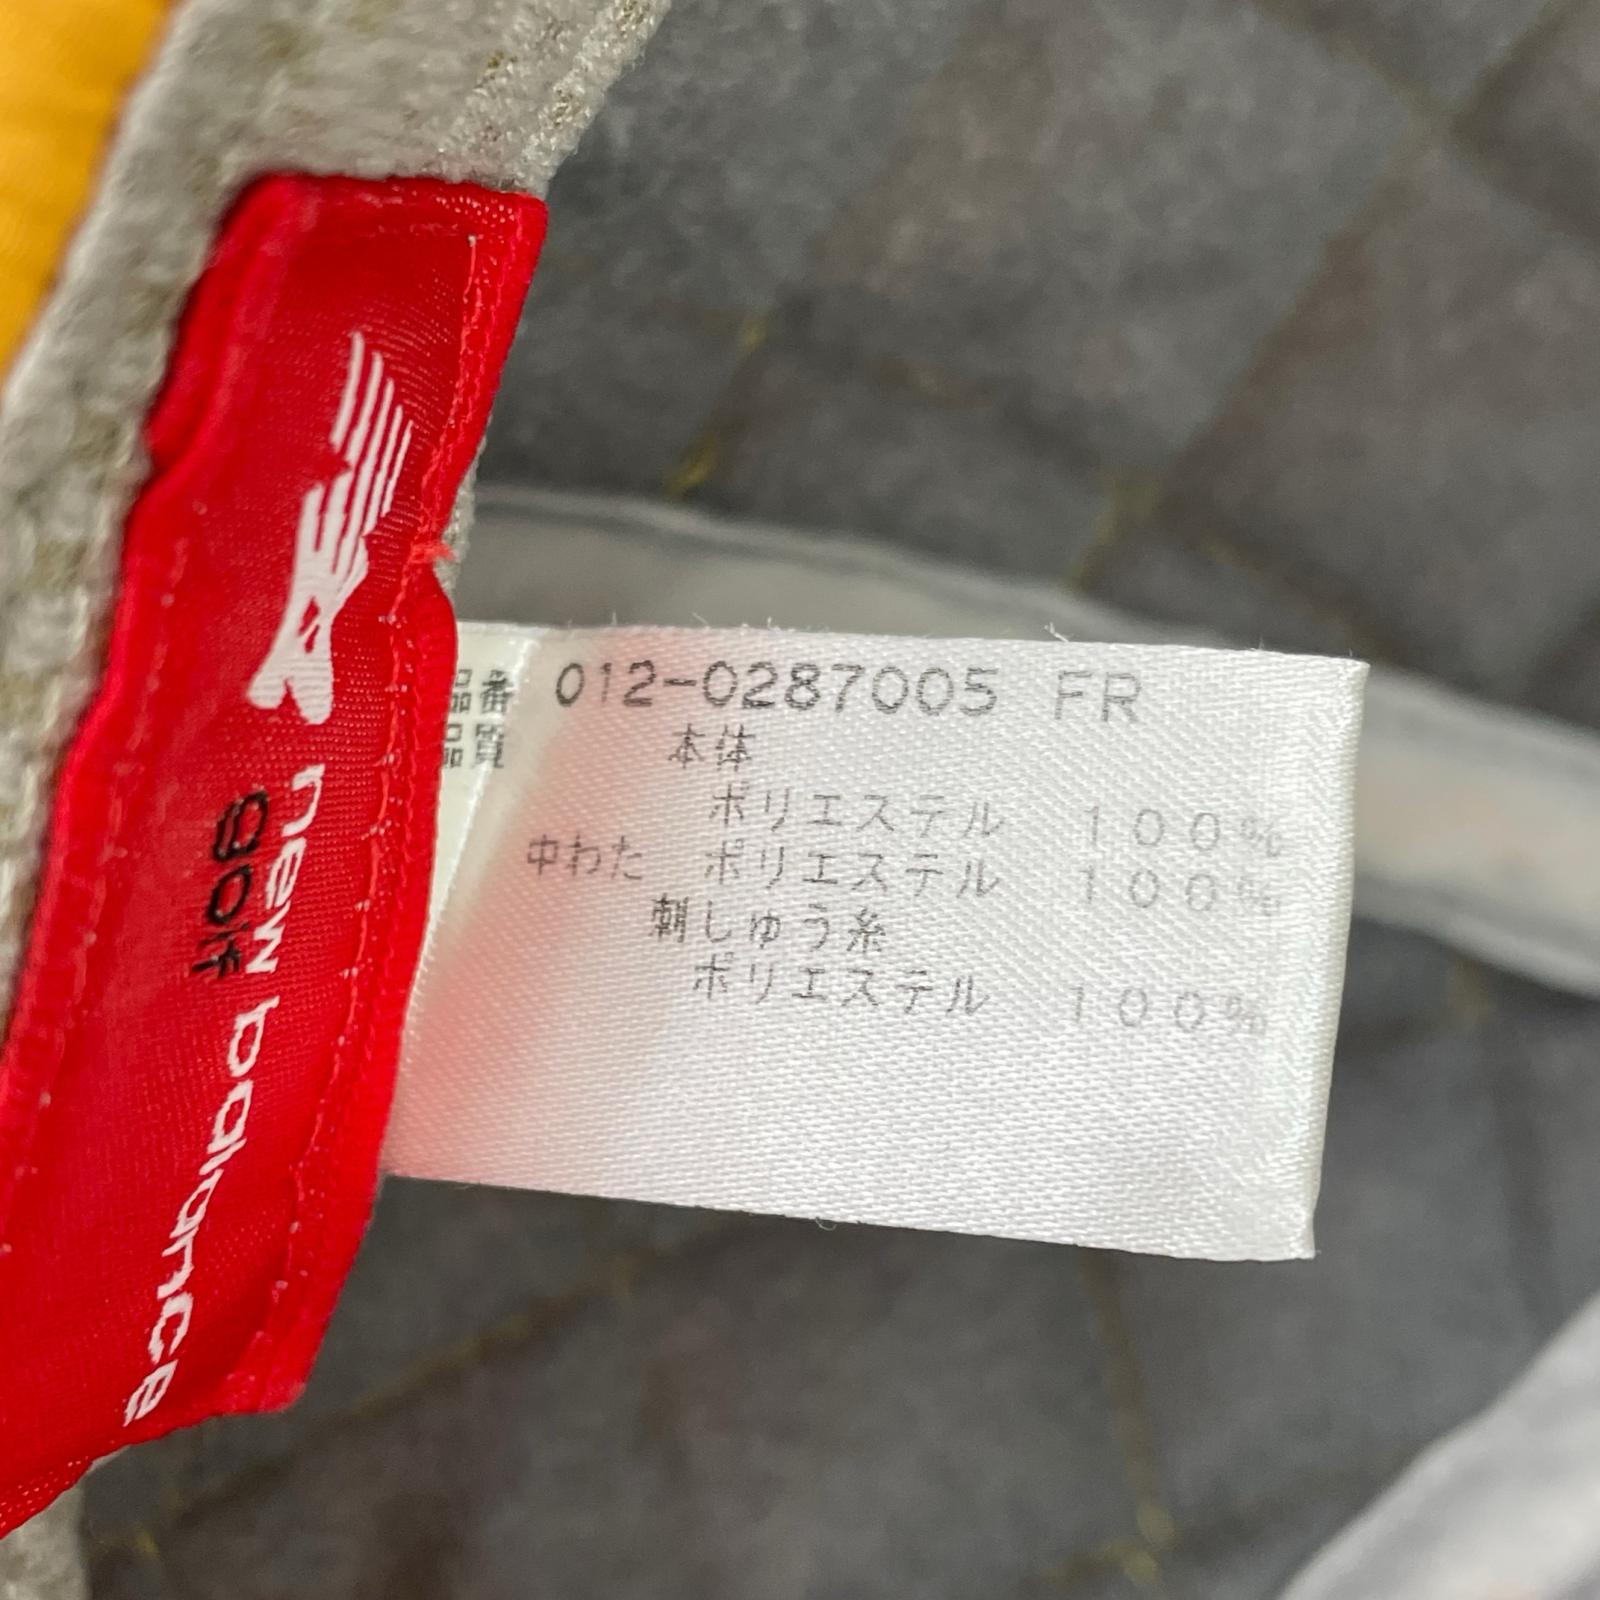 new balance
golf
品番 012-0287005 FR
品質 本体
ポリエステル 100%
中わた ポリエステル 100%
刺しゅう糸
ポリエステル 100%